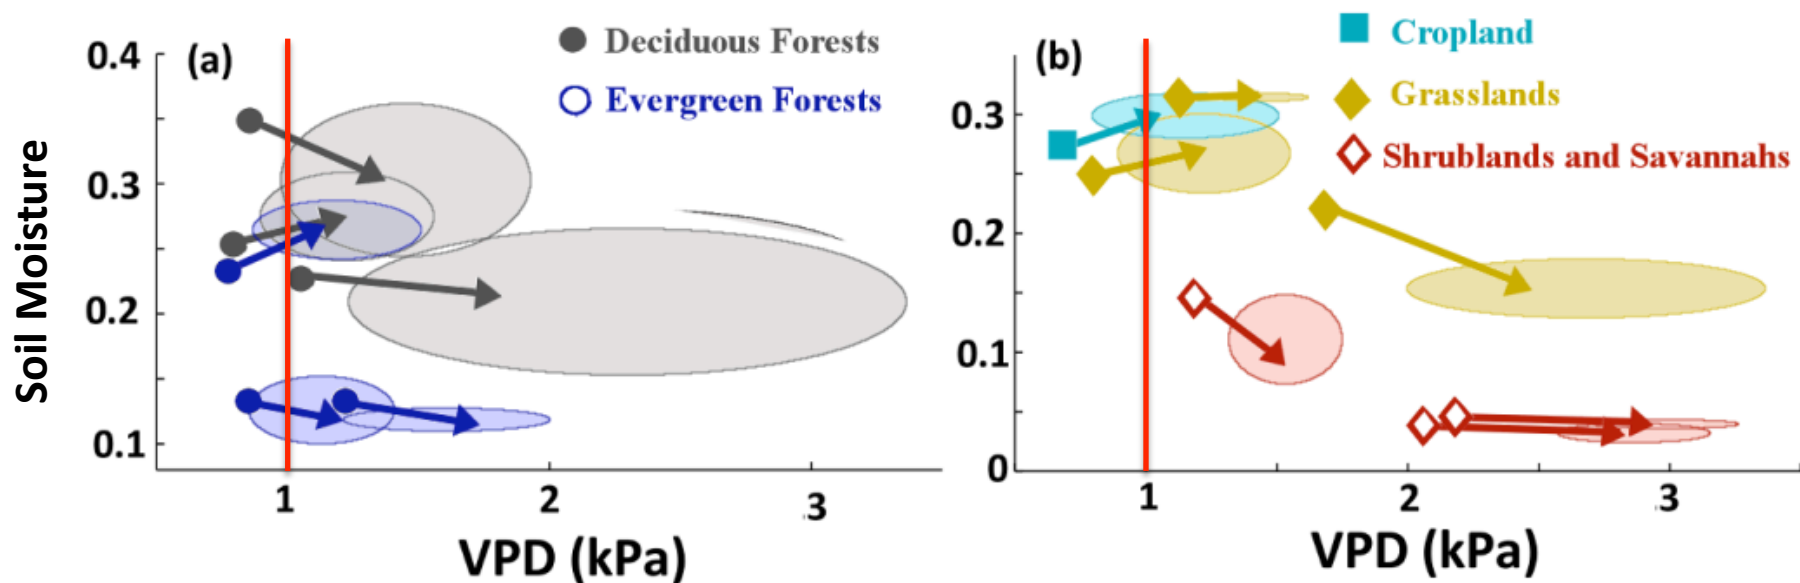 (a)
Deciduous Forests
Evergreen Forests
Soil Moisture
0.4
0.3
0.2
0.1
1
2
.3
VPD (kPa)
(b)
Cropland
Grasslands
Shrublands and Savannahs
0.3
0.2
0.1
0
1
2
.3
VPD (kPa)